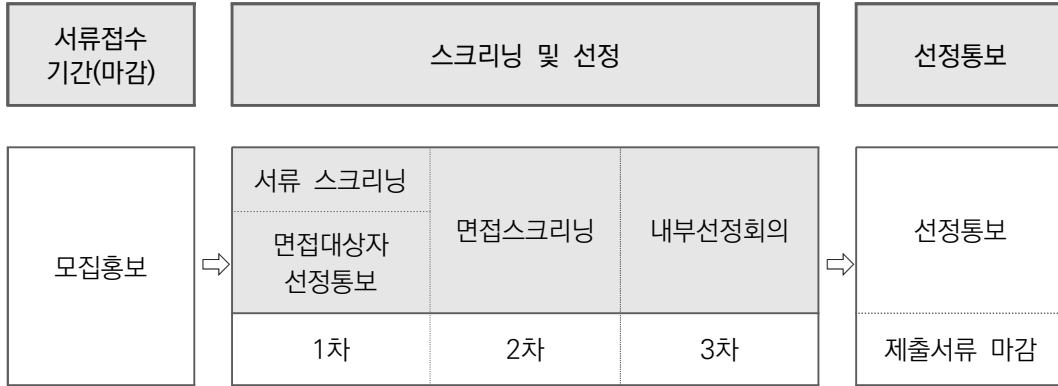 서류접수
기간(마감)
스크리닝 및 선정
선정통보
모집홍보
⇨
서류 스크리닝
면접대상자
선정통보
1차
면접스크리닝
2차
내부선정회의
3차
⇨
선정통보
제출서류 마감